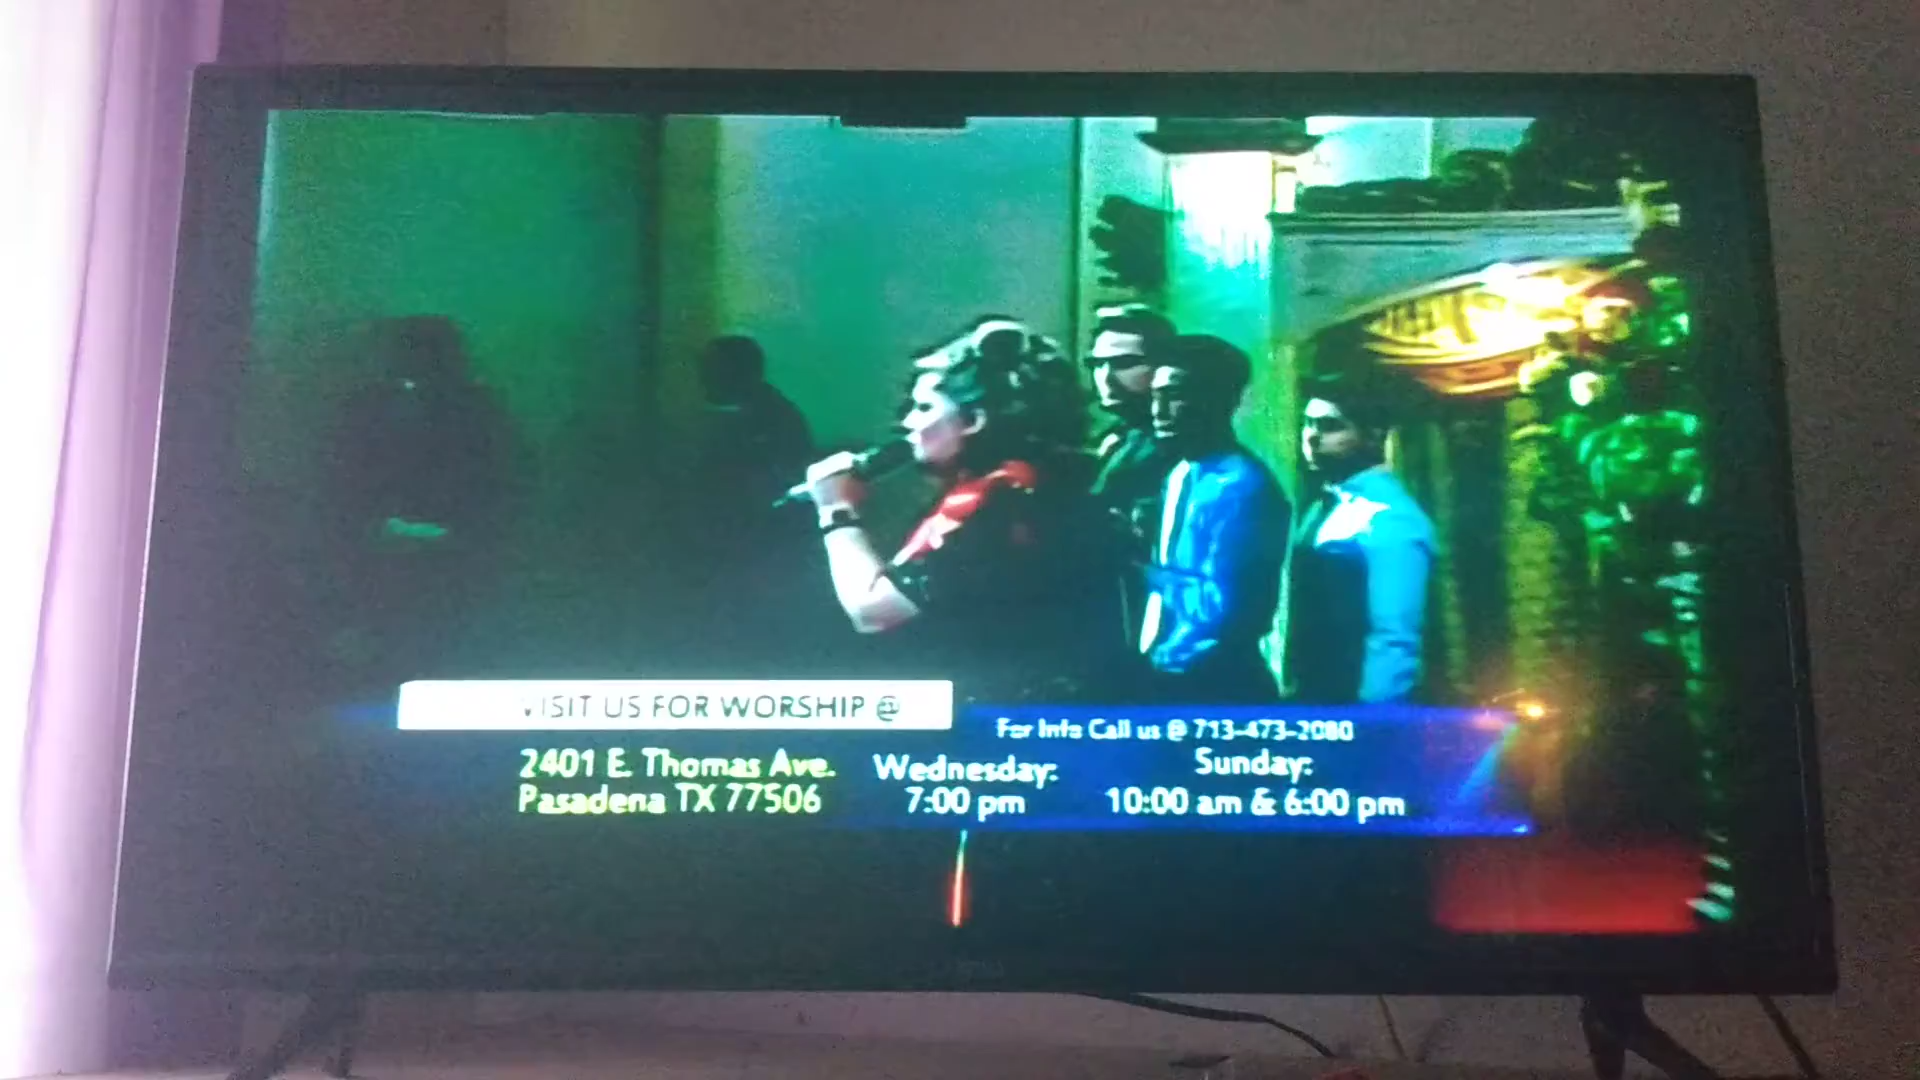 VISIT US FOR WORSHIP @
For Info Call us @ 713-473-2080
2401 E. Thomas Ave.
Pasadena TX 77506
Wednesday:
7:00 pm
Sunday:
10:00 am & 6:00 pm